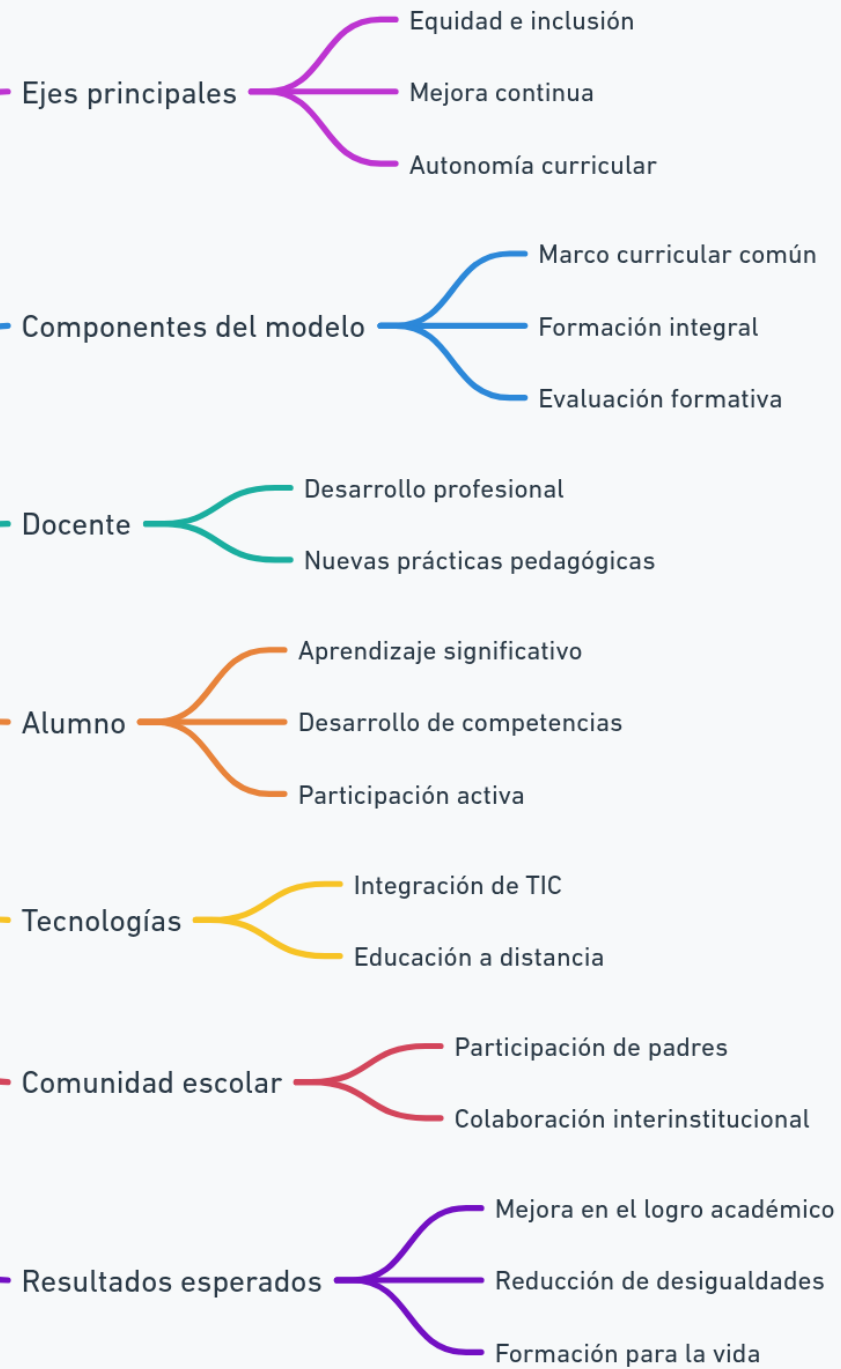 Ejes principales
Equidad e inclusión
Mejora continua
Autonomía curricular
Componentes del modelo
Marco curricular común
Formación integral
Evaluación formativa
Docente
Desarrollo profesional
Nuevas prácticas pedagógicas
Alumno
Aprendizaje significativo
Desarrollo de competencias
Participación activa
Tecnologías
Integración de TIC
Educación a distancia
Comunidad escolar
Participación de padres
Colaboración interinstitucional
Resultados esperados
Mejora en el logro académico
Reducción de desigualdades
Formación para la vida